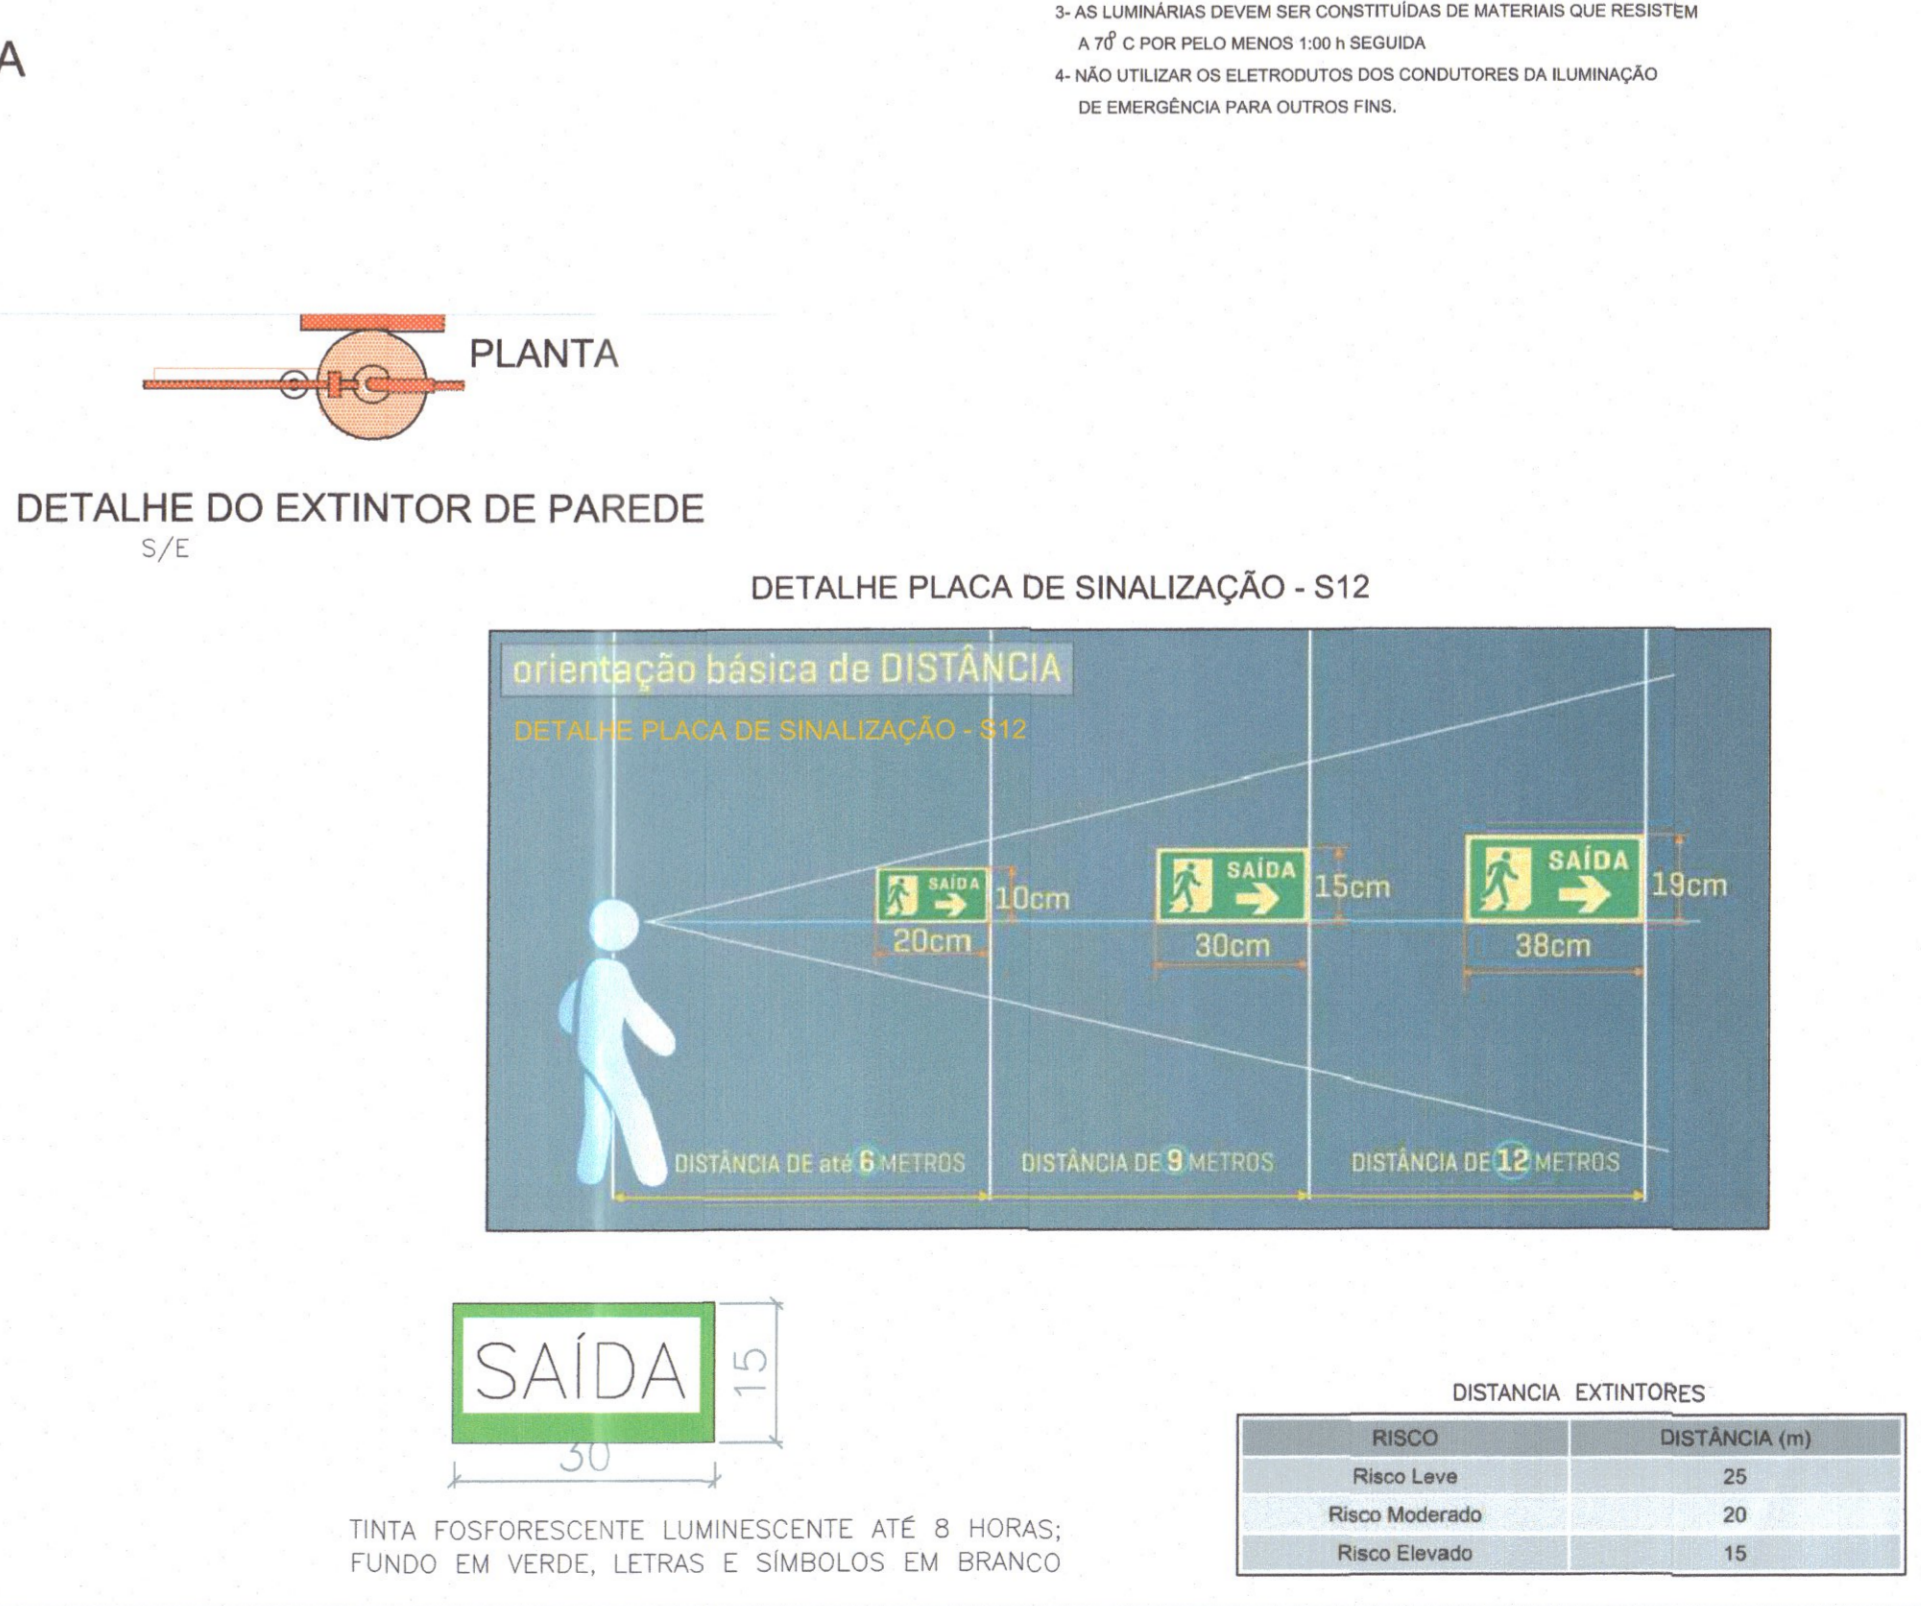 3- AS LUMINÁRIAS DEVEM SER CONSTITUÍDAS DE MATERIAIS QUE RESISTEM
A 70º C POR PELO MENOS 1:00 h SEGUIDA
4- NÃO UTILIZAR OS ELETRODUTOS DOS CONDUTORES DA ILUMINAÇÃO
DE EMERGÊNCIA PARA OUTROS FINS.
A
PLANTA
DETALHE DO EXTINTOR DE PAREDE
S/E
DETALHE PLACA DE SINALIZAÇÃO - S12
orientação básica de DISTÂNCIA
DETALHE PLACA DE SINALIZAÇÃO - S12
SAÍDA
10cm
20cm
SAÍDA
15cm
30cm
SAÍDA
19cm
38cm
DISTÂNCIA DE até 6 METROS
DISTÂNCIA DE 9 METROS
DISTÂNCIA DE 12 METROS
SAÍDA
15
30
TINTA FOSFORESCENTE LUMINESCENTE ATÉ 8 HORAS;
FUNDO EM VERDE, LETRAS E SÍMBOLOS EM BRANCO
DISTANCIA EXTINTORES
RISCO DISTÂNCIA (m)
Risco Leve 25
Risco Moderado 20
Risco Elevado 15